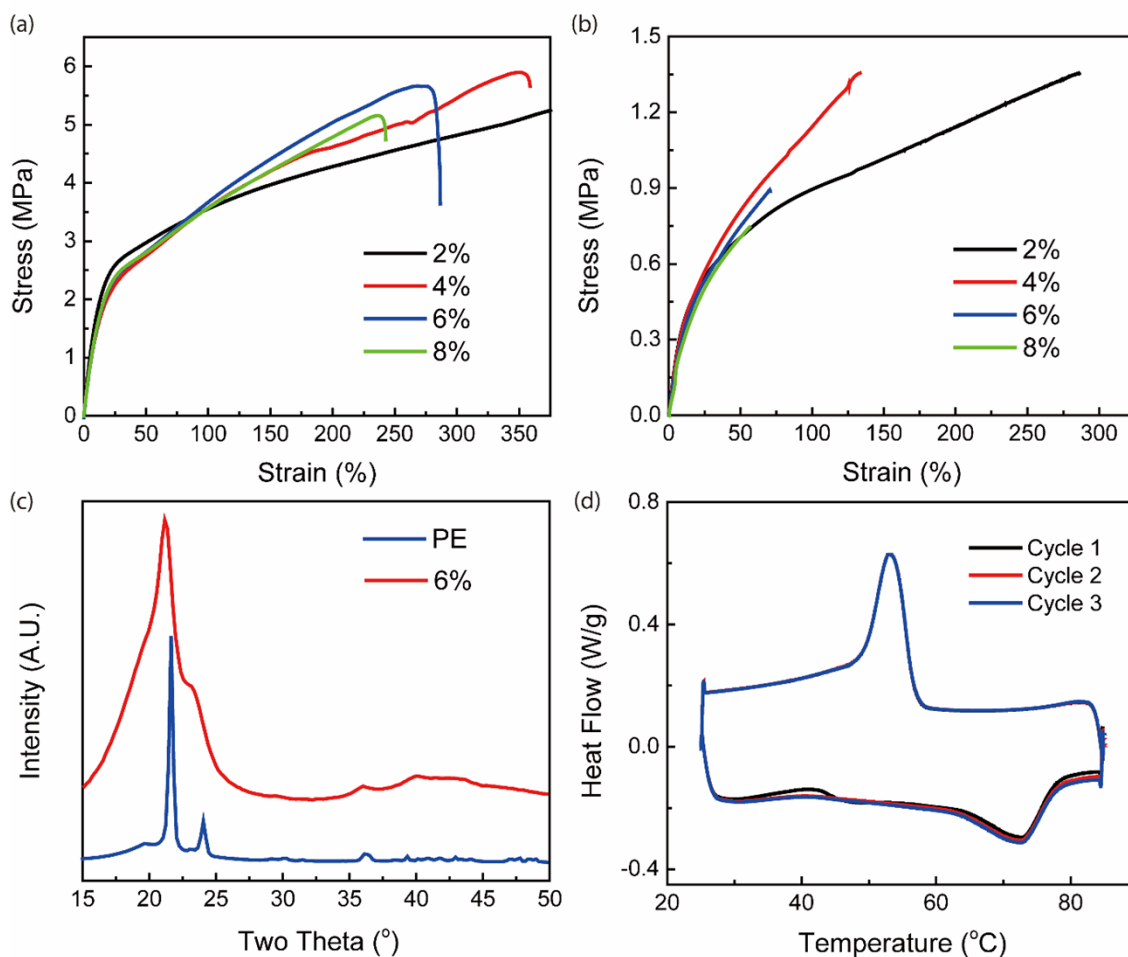 (a)
6
5
4
3
2
1
0
Stress (MPa)
2%
4%
6%
8%
0 50 100 150 200 250 300 350
Strain (%)
(b)
1.5
1.2
0.9
0.6
0.3
0.0
Stress (MPa)
2%
4%
6%
8%
0 50 100 150 200 250 300
Strain (%)
(c)
PE
6%
Intensity (A.U.)
15 20 25 30 35 40 45 50
Two Theta (°)
(d)
0.8
0.4
0.0
-0.4
Heat Flow (W/g)
Cycle 1
Cycle 2
Cycle 3
20 40 60 80
Temperature (°C)